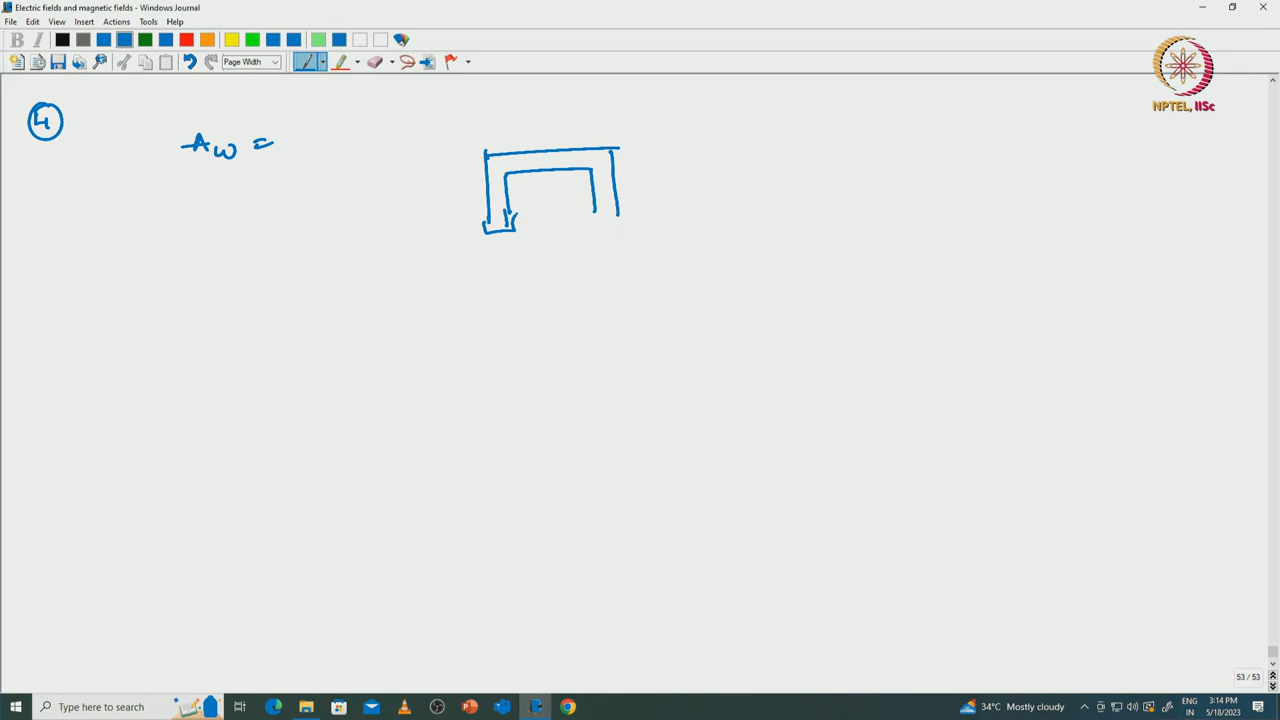 Electric fields and magnetic fields - Windows Journal
File Edit View Insert Actions Tools Help
B I
Page Width
NPTEL, IISc
4
Aω =
53 / 53
Type here to search
34°C Mostly cloudy
ENG
IN
3:14 PM
5/18/2023